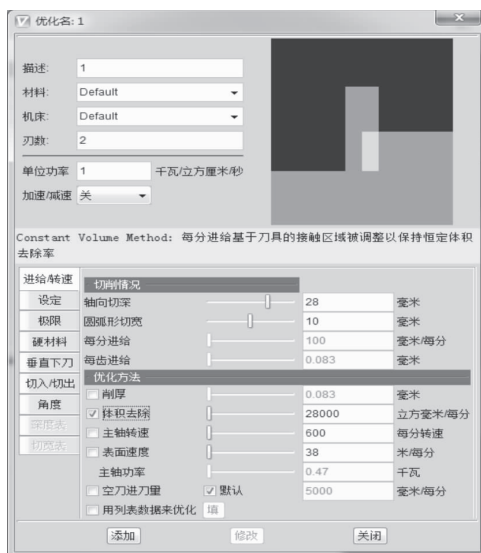 优化名: 1
描述: 1
材料: Default
机床: Default
刃数: 2
单位功率 1 千瓦/立方厘米/秒
加速/减速 关
Constant Volume Method: 每分进给基于刀具的接触区域被调整以保持恒定体积
去除率
进给/转速
设定
极限
硬材料
垂直下刀
切入/切出
角度
深度表
切宽表
切削情况
轴向切深 28 毫米
圆弧形切宽 10 毫米
每分进给 100 毫米/每分
每齿进给 0.083 毫米
优化方法
削厚 0.083 毫米
体积去除 28000 立方毫米/每分
主轴转速 600 每分转速
表面速度 38 米/每分
主轴功率 0.47 千瓦
空刀进刀量 默认 5000 毫米/每分
用列表数据来优化 填
添加 修改 关闭